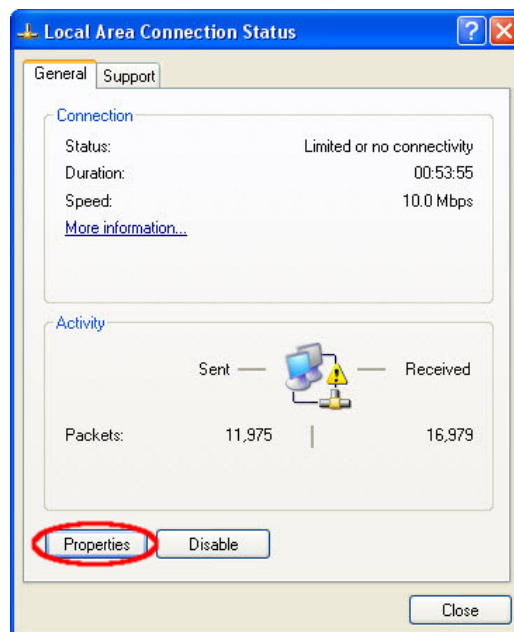 Local Area Connection Status
General Support
Connection
Status: Limited or no connectivity
Duration: 00:53:55
Speed: 10.0 Mbps
More information...
Activity
Sent Received
Packets: 11,975 16,979
Properties Disable
Close